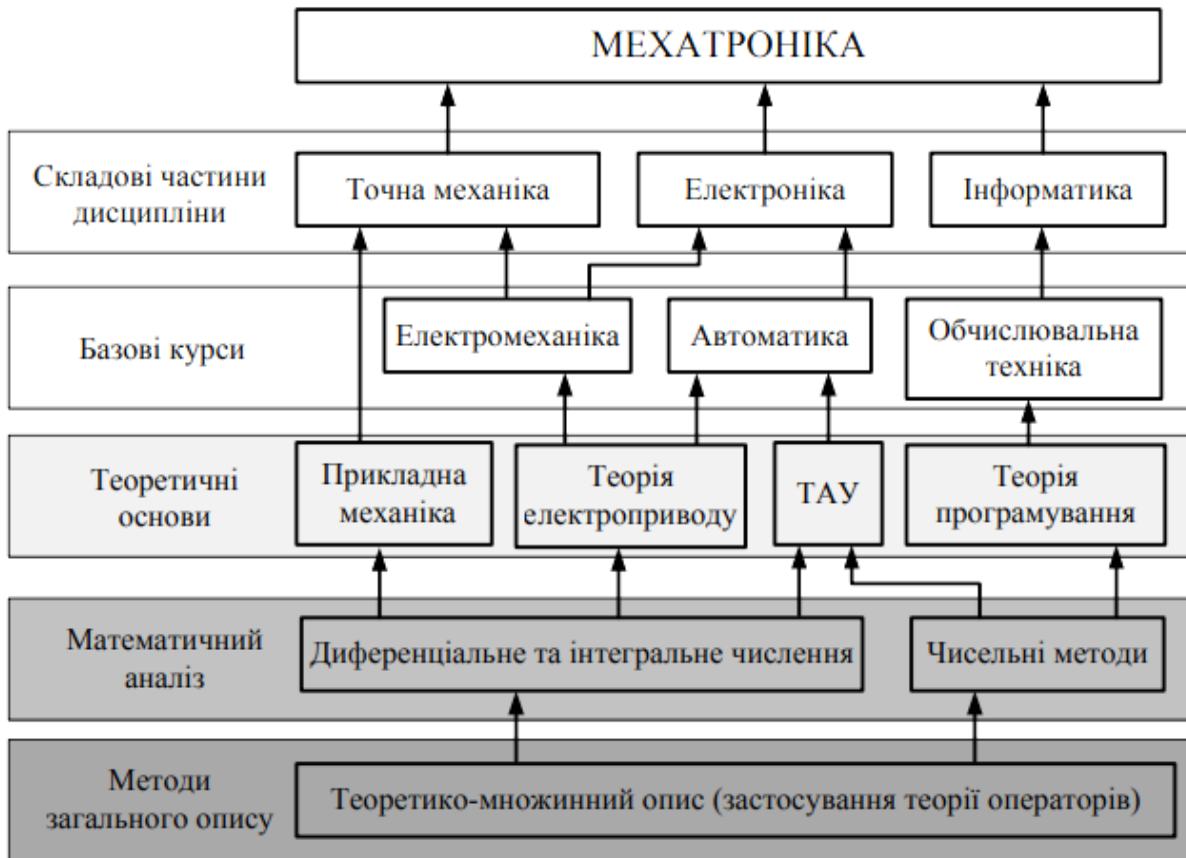 МЕХАТРОНІКА
Складові частини
дисципліни
Точна механіка
Електроніка
Інформатика
Базові курси
Електромеханіка
Автоматика
Обчислювальна
техніка
Теоретичні
основи
Прикладна
механіка
Теорія
електроприводу
ТАУ
Теорія
програмування
Математичний
аналіз
Диференціальне та інтегральне числення
Чисельні методи
Методи
загального опису
Теоретико-множинний опис (застосування теорії операторів)